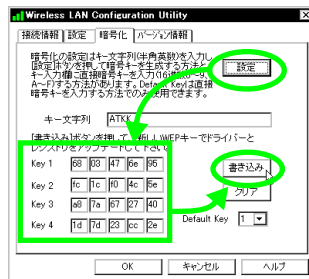 Wireless LAN Configuration Utility
接続情報 設定 暗号化 バージョン情報
暗号化の設定はキー文字列(半角英数)を入力し
[設定]ボタンを押して暗号キーを生成する方法と
キー入力欄に直接暗号キーを入力(16進数0~9、
A~F)する方法があります。Default Keyは直接
暗号キーを入力する方法でのみ使用できます。
設定
キー文字列 ATKK
[書き込み]ボタンを押して、新しいWEPキーでドライバーと
レジストリをアップデートして下さい。
Key 1 68 03 47 6e 95
Key 2 fc 1c f0 4c 5e
Key 3 a8 7a 67 27 40
Key 4 1d 7d 23 cc 2e
書き込み
クリア
Default Key 1
OK キャンセル ヘルプ